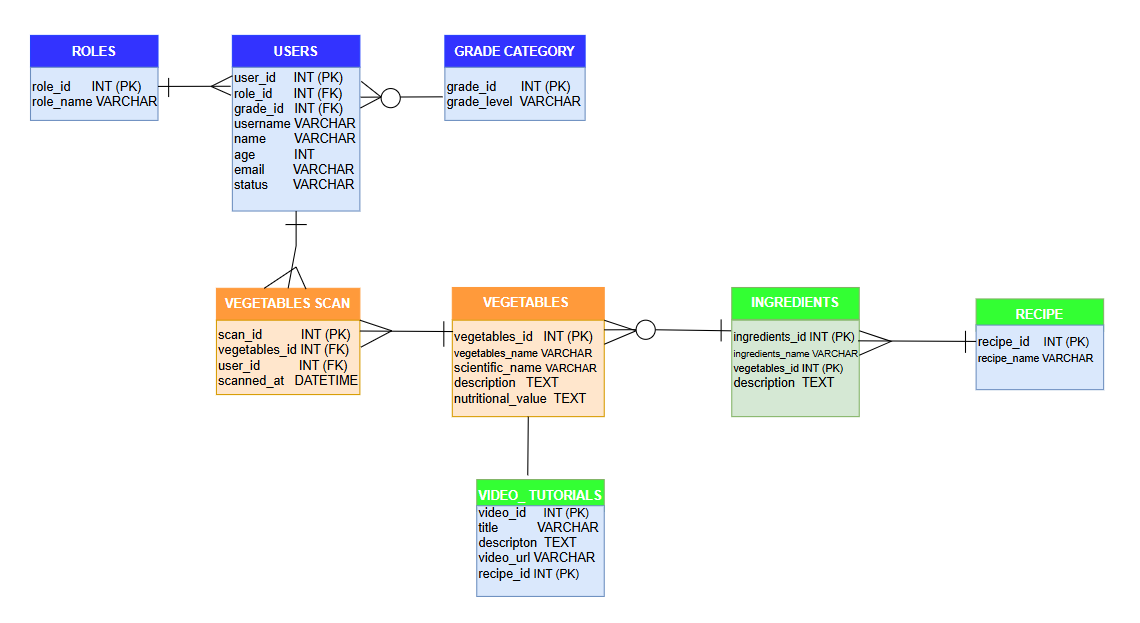 ROLES
role_id INT (PK)
role_name VARCHAR
USERS
user_id INT (PK)
role_id INT (FK)
grade_id INT (FK)
username VARCHAR
name VARCHAR
age INT
email VARCHAR
status VARCHAR
GRADE CATEGORY
grade_id INT (PK)
grade_level VARCHAR
VEGETABLES SCAN
scan_id INT (PK)
vegetables_id INT (FK)
user_id INT (FK)
scanned_at DATETIME
VEGETABLES
vegetables_id INT (PK)
vegetables_name VARCHAR
scientific_name VARCHAR
description TEXT
nutritional_value TEXT
INGREDIENTS
ingredients_id INT (PK)
ingredients_name VARCHAR
vegetables_id INT (PK)
description TEXT
RECIPE
recipe_id INT (PK)
recipe_name VARCHAR
VIDEO_ TUTORIALS
video_id INT (PK)
title VARCHAR
descripton TEXT
video_url VARCHAR
recipe_id INT (PK)